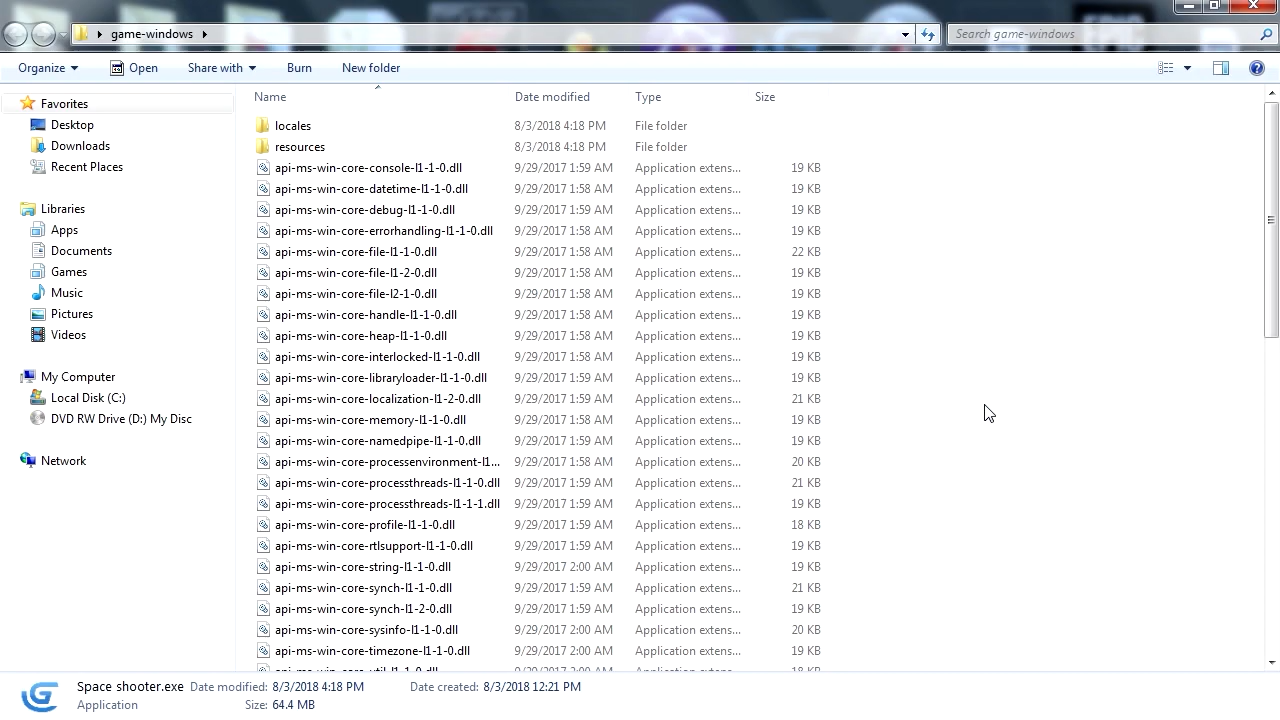 game-windows
Search game-windows
Organize Open Share with Burn New folder
Name Date modified Type Size
Favorites
Desktop
Downloads
Recent Places
Libraries
Apps
Documents
Games
Music
Pictures
Videos
My Computer
Local Disk (C:)
DVD RW Drive (D:) My Disc
Network
locales 8/3/2018 4:18 PM File folder
resources 8/3/2018 4:18 PM File folder
api-ms-win-core-console-l1-1-0.dll 9/29/2017 1:59 AM Application extens... 19 KB
api-ms-win-core-datetime-l1-1-0.dll 9/29/2017 1:58 AM Application extens... 19 KB
api-ms-win-core-debug-l1-1-0.dll 9/29/2017 1:59 AM Application extens... 19 KB
api-ms-win-core-errorhandling-l1-1-0.dll 9/29/2017 1:58 AM Application extens... 19 KB
api-ms-win-core-file-l1-1-0.dll 9/29/2017 1:58 AM Application extens... 22 KB
api-ms-win-core-file-l1-2-0.dll 9/29/2017 1:58 AM Application extens... 19 KB
api-ms-win-core-file-l2-1-0.dll 9/29/2017 1:58 AM Application extens... 19 KB
api-ms-win-core-handle-l1-1-0.dll 9/29/2017 1:58 AM Application extens... 19 KB
api-ms-win-core-heap-l1-1-0.dll 9/29/2017 1:58 AM Application extens... 19 KB
api-ms-win-core-interlocked-l1-1-0.dll 9/29/2017 1:58 AM Application extens... 19 KB
api-ms-win-core-libraryloader-l1-1-0.dll 9/29/2017 1:59 AM Application extens... 19 KB
api-ms-win-core-localization-l1-2-0.dll 9/29/2017 1:59 AM Application extens... 21 KB
api-ms-win-core-memory-l1-1-0.dll 9/29/2017 1:58 AM Application extens... 19 KB
api-ms-win-core-namedpipe-l1-1-0.dll 9/29/2017 1:59 AM Application extens... 19 KB
api-ms-win-core-processenvironment-l1... 9/29/2017 1:58 AM Application extens... 20 KB
api-ms-win-core-processthreads-l1-1-0.dll 9/29/2017 1:59 AM Application extens... 21 KB
api-ms-win-core-processthreads-l1-1-1.dll 9/29/2017 1:59 AM Application extens... 19 KB
api-ms-win-core-profile-l1-1-0.dll 9/29/2017 1:59 AM Application extens... 18 KB
api-ms-win-core-rtlsupport-l1-1-0.dll 9/29/2017 1:59 AM Application extens... 19 KB
api-ms-win-core-string-l1-1-0.dll 9/29/2017 2:00 AM Application extens... 19 KB
api-ms-win-core-synch-l1-1-0.dll 9/29/2017 1:59 AM Application extens... 21 KB
api-ms-win-core-synch-l1-2-0.dll 9/29/2017 1:59 AM Application extens... 19 KB
api-ms-win-core-sysinfo-l1-1-0.dll 9/29/2017 2:00 AM Application extens... 20 KB
api-ms-win-core-timezone-l1-1-0.dll 9/29/2017 2:00 AM Application extens... 19 KB
Space shooter.exe Date modified: 8/3/2018 4:18 PM Date created: 8/3/2018 12:21 PM
Application Size: 64.4 MB